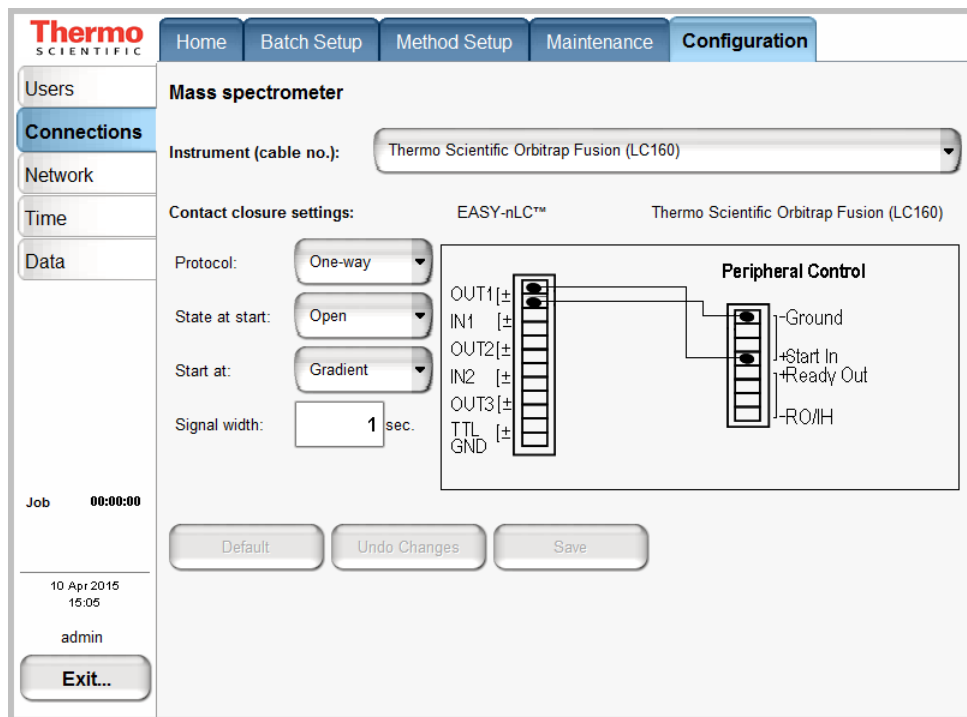 Thermo
SCIENTIFIC
Home
Batch Setup
Method Setup
Maintenance
Configuration
Users
Connections
Network
Time
Data
Mass spectrometer
Instrument (cable no.):
Thermo Scientific Orbitrap Fusion (LC160)
Contact closure settings:
EASY-nLC™
Thermo Scientific Orbitrap Fusion (LC160)
Protocol:
One-way
State at start:
Open
Start at:
Gradient
Signal width:
1 sec.
OUT1[±
IN1 [±
OUT2[±
IN2 [±
OUT3[±
TTL [±
GND
Peripheral Control
-Ground
+Start In
+Ready Out
-RO/IH
Job 00:00:00
Default
Undo Changes
Save
10 Apr 2015
15:05
admin
Exit...